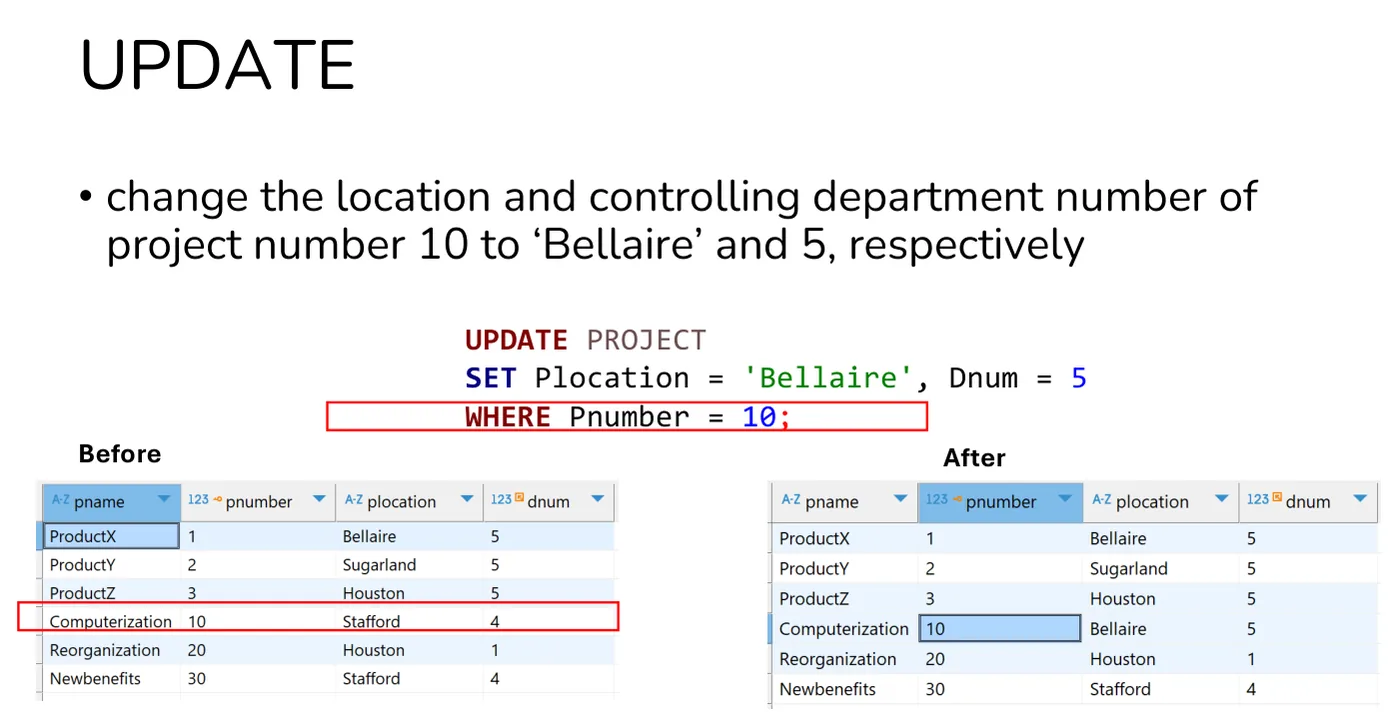 UPDATE
• change the location and controlling department number of
project number 10 to ‘Bellaire’ and 5, respectively
UPDATE PROJECT
SET Plocation = 'Bellaire', Dnum = 5
WHERE Pnumber = 10;
Before
A-Z pname 123 pnumber A-Z plocation 123 dnum
ProductX 1 Bellaire 5
ProductY 2 Sugarland 5
ProductZ 3 Houston 5
Computerization 10 Stafford 4
Reorganization 20 Houston 1
Newbenefits 30 Stafford 4
After
A-Z pname 123 pnumber A-Z plocation 123 dnum
ProductX 1 Bellaire 5
ProductY 2 Sugarland 5
ProductZ 3 Houston 5
Computerization 10 Bellaire 5
Reorganization 20 Houston 1
Newbenefits 30 Stafford 4